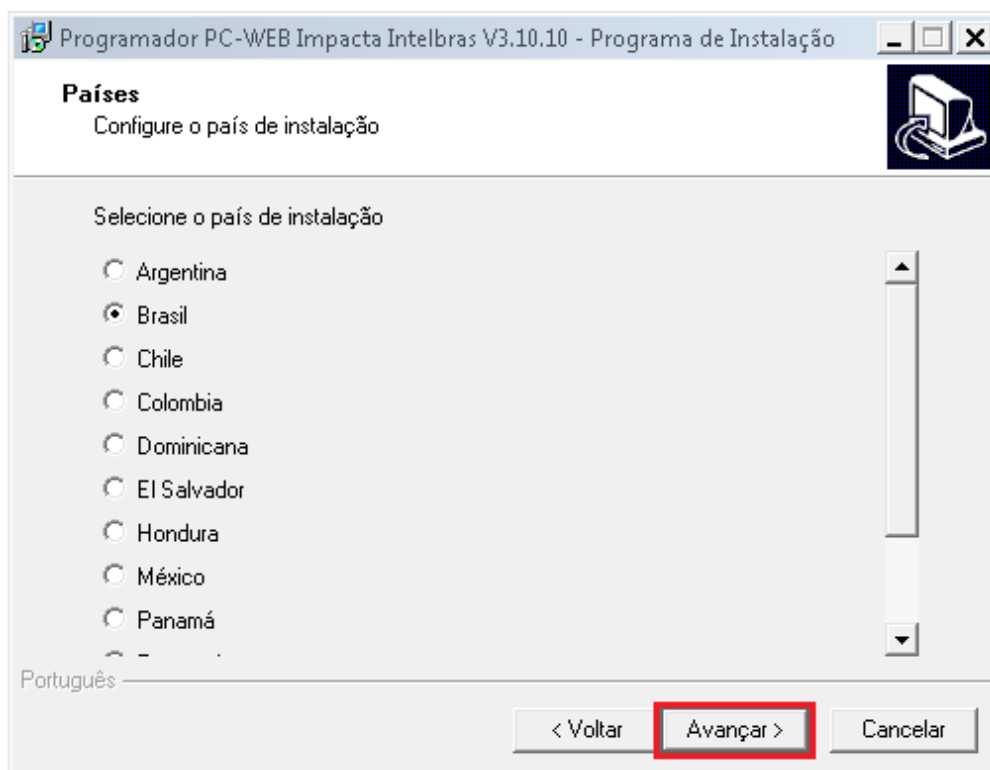 Programador PC-WEB Impacta Intelbras V3.10.10 - Programa de Instalação
Países
Configure o país de instalação
Selecione o país de instalação
Argentina
Brasil
Chile
Colombia
Dominicana
El Salvador
Hondura
México
Panamá
Português
< Voltar
Avançar >
Cancelar